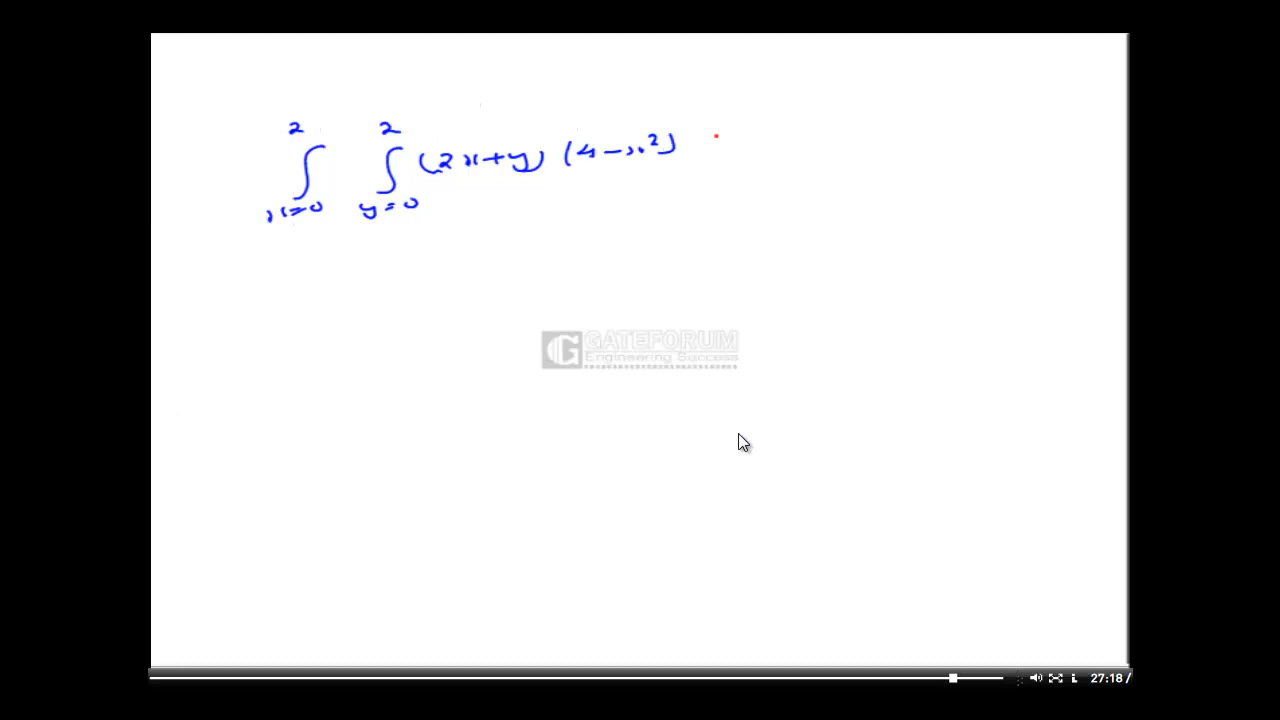 ∫_{x=0}^{2} ∫_{y=0}^{2} (2x+y) (4-x²)
GATEFORUM
Engineering Success
27:18 /